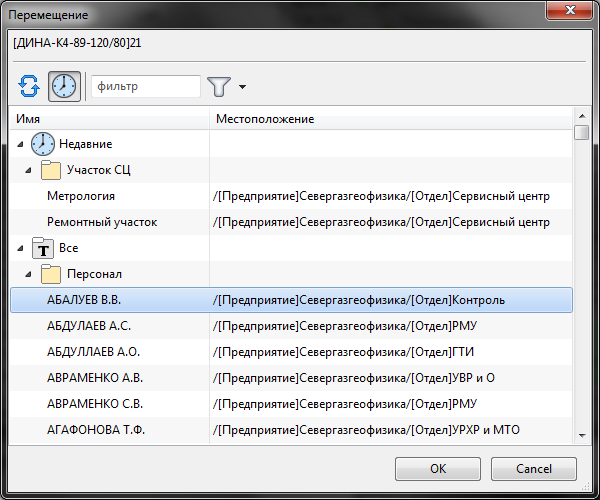 Перемещение
[ДИНА-К4-89-120/80]21
фильтр
Имя Местоположение
Недавние
Участок СЦ
Метрология /[Предприятие]Севергазгеофизика/[Отдел]Сервисный центр
Ремонтный участок /[Предприятие]Севергазгеофизика/[Отдел]Сервисный центр
T Все
Персонал
АБАЛУЕВ В.В. /[Предприятие]Севергазгеофизика/[Отдел]Контроль
АБДУЛАЕВ А.С. /[Предприятие]Севергазгеофизика/[Отдел]РМУ
АБДУЛЛАЕВ А.О. /[Предприятие]Севергазгеофизика/[Отдел]ГТИ
АВРАМЕНКО А.В. /[Предприятие]Севергазгеофизика/[Отдел]УВР и О
АВРАМЕНКО С.В. /[Предприятие]Севергазгеофизика/[Отдел]РМУ
АГАФОНОВА Т.Ф. /[Предприятие]Севергазгеофизика/[Отдел]УРХР и МТО
OK Cancel